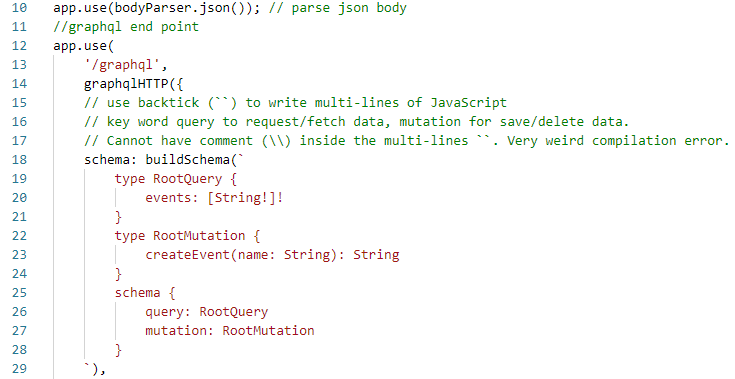 10 app.use(bodyParser.json()); // parse json body
11 //graphql end point
12 app.use(
13 '/graphql',
14 graphqlHTTP({
15 // use backtick (``) to write multi-lines of JavaScript
16 // key word query to request/fetch data, mutation for save/delete data.
17 // Cannot have comment (\\) inside the multi-lines ``. Very weird compilation error.
18 schema: buildSchema(`
19 type RootQuery {
20 events: [String!]!
21 }
22 type RootMutation {
23 createEvent(name: String): String
24 }
25 schema {
26 query: RootQuery
27 mutation: RootMutation
28 }
29 `),